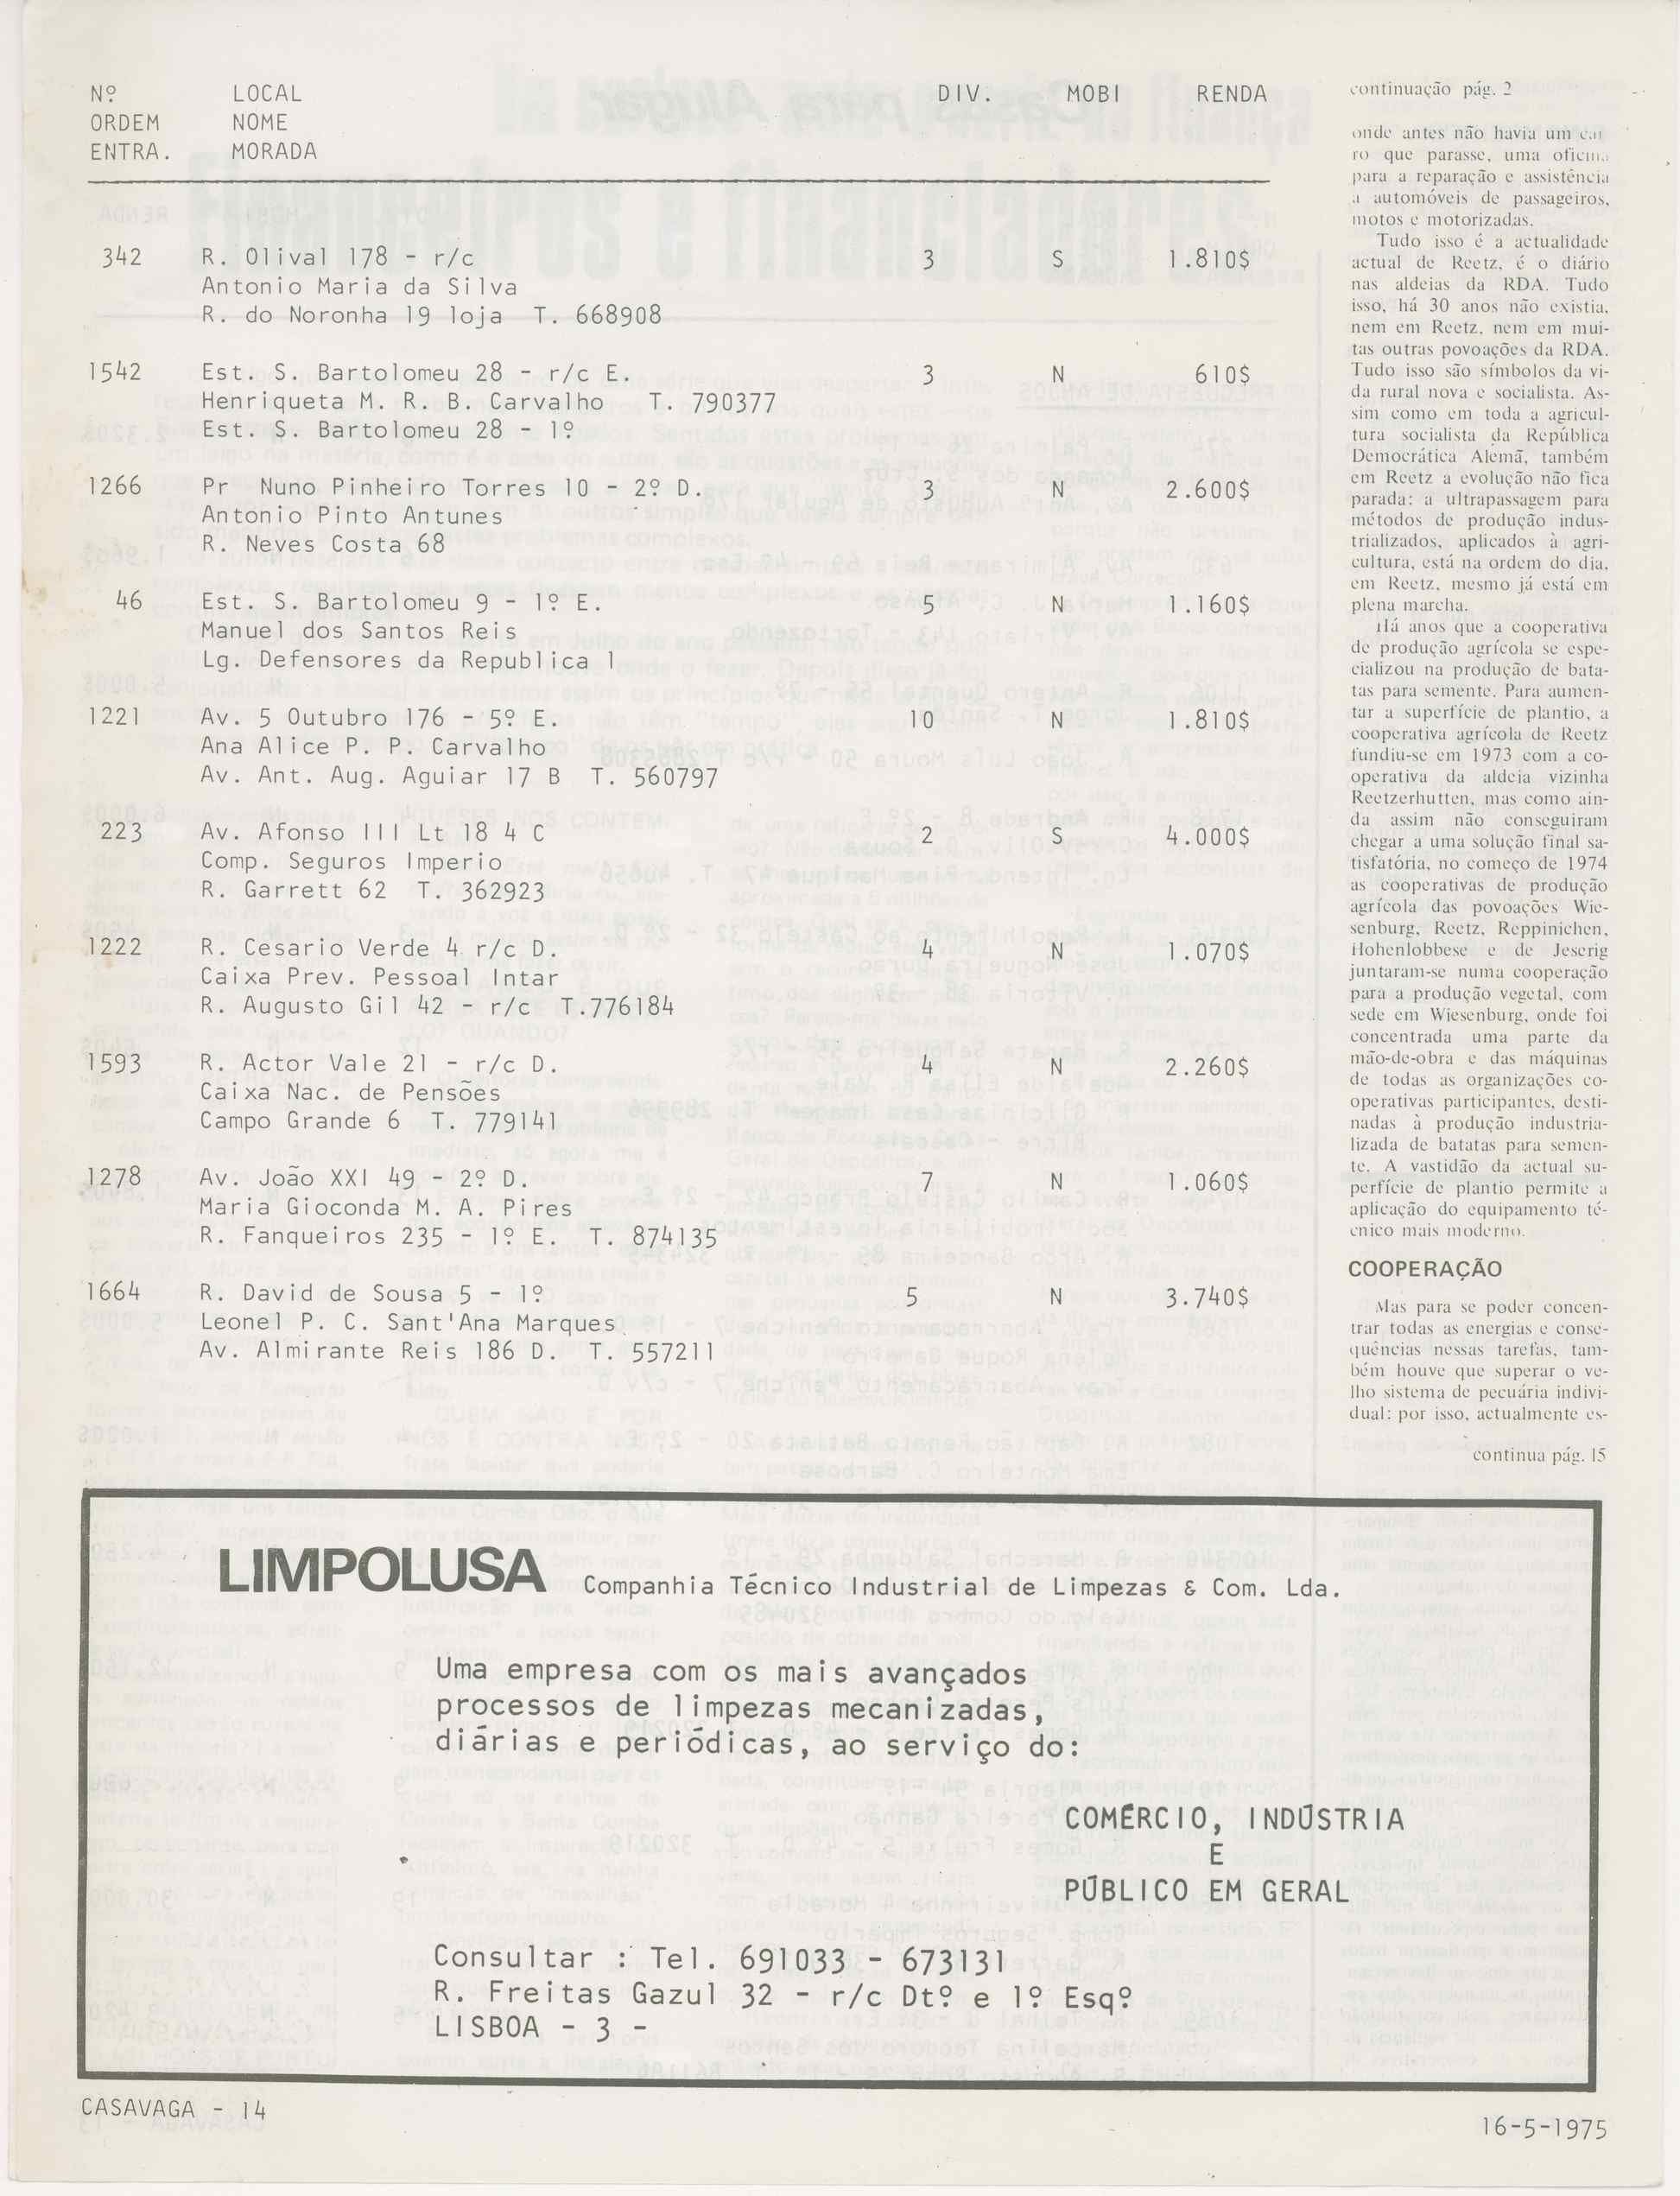 Nº LOCAL DIV. MOBI RENDA
ORDEM NOME
ENTRA. MORADA
342 R. Olival 178 - r/c 3 S 1.810$
Antonio Maria da Silva
R. do Noronha 19 loja T. 668908
1542 Est. S. Bartolomeu 28 - r/c E. 3 N 610$
Henriqueta M. R. B. Carvalho T. 790377
Est. S. Bartolomeu 28 - 1º
1266 Pr Nuno Pinheiro Torres 10 - 2º D. 3 N 2.600$
Antonio Pinto Antunes
R. Neves Costa 68
46 Est. S. Bartolomeu 9 - 1º E. 5 N 1.160$
Manuel dos Santos Reis
Lg. Defensores da Republica 1
1221 Av. 5 Outubro 176 - 5º E. 10 N 1.810$
Ana Alice P. P. Carvalho
Av. Ant. Aug. Aguiar 17 B T. 560797
223 Av. Afonso III Lt 18 4 C 2 S 4.000$
Comp. Seguros Imperio
R. Garrett 62 T. 362923
1222 R. Cesario Verde 4 r/c D. 4 N 1.070$
Caixa Prev. Pessoal Intar
R. Augusto Gil 42 - r/c T.776184
1593 R. Actor Vale 21 - r/c D. 4 N 2.260$
Caixa Nac. de Pensões
Campo Grande 6 T. 779141
1278 Av. João XXI 49 - 2º D. 7 N 1.060$
Maria Gioconda M. A. Pires
R. Fanqueiros 235 - 1º E. T. 874135
1664 R. David de Sousa 5 - 1º 5 N 3.740$
Leonel P. C. Sant'Ana Marques
Av. Almirante Reis 186 D. T. 557211
continuação pág. 2
onde antes não havia um car
ro que parasse, uma oficina
para a reparação e assistência
a automóveis de passageiros,
motos e motorizadas.
Tudo isso é a actualidade
actual de Reetz, é o diário
nas aldeias da RDA. Tudo
isso, há 30 anos não existia,
nem em Reetz, nem em mui-
tas outras povoações da RDA.
Tudo isso são símbolos da vi-
da rural nova e socialista. As-
sim como em toda a agricul-
tura socialista da República
Democrática Alemã, também
em Reetz a evolução não fica
parada: a ultrapassagem para
métodos de produção indus-
trializados, aplicados à agri-
cultura, está na ordem do dia,
em Reetz, mesmo já está em
plena marcha.
Há anos que a cooperativa
de produção agrícola se espe-
cializou na produção de bata-
tas para semente. Para aumen-
tar a superfície de plantio, a
cooperativa agrícola de Reetz
fundiu-se em 1973 com a co-
operativa da aldeia vizinha
Reetzerhutten, mas como ain-
da assim não conseguiram
chegar a uma solução final sa-
tisfatória, no começo de 1974
as cooperativas de produção
agrícola das povoações Wie-
senburg, Reetz, Reppinichen,
Hohenlobbese e de Jeserig
juntaram-se numa cooperação
para a produção vegetal, com
sede em Wiesenburg, onde foi
concentrada uma parte da
mão-de-obra e das máquinas
de todas as organizações co-
operativas participantes, desti-
nadas à produção industria-
lizada de batatas para semen-
te. A vastidão da actual su-
perfície de plantio permite a
aplicação do equipamento té-
cnico mais moderno.
COOPERAÇÃO
Mas para se poder concen-
trar todas as energias e conse-
quências nessas tarefas, tam-
bém houve que superar o ve-
lho sistema de pecuária indivi-
dual: por isso, actualmente es-
continua pág. 15
LIMPOLUSA Companhia Técnico Industrial de Limpezas & Com. Lda.
Uma empresa com os mais avançados
processos de limpezas mecanizadas,
diárias e periódicas, ao serviço do:
COMÉRCIO, INDÚSTRIA
E
PÚBLICO EM GERAL
Consultar : Tel. 691033 - 673131
R. Freitas Gazul 32 - r/c Dtº e 1º Esqº
LISBOA - 3 -
CASAVAGA - 14
16-5-1975